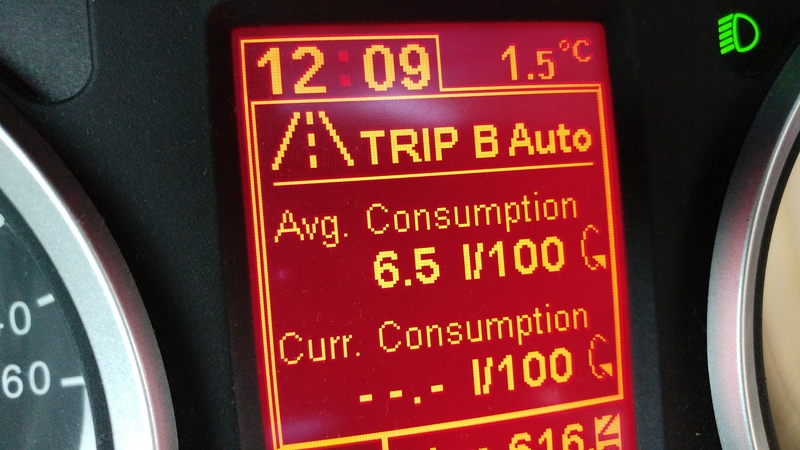 12:09
1.5°C
TRIP B Auto
Avg. Consumption
6.5 l/100
Curr. Consumption
--.- l/100
616
60